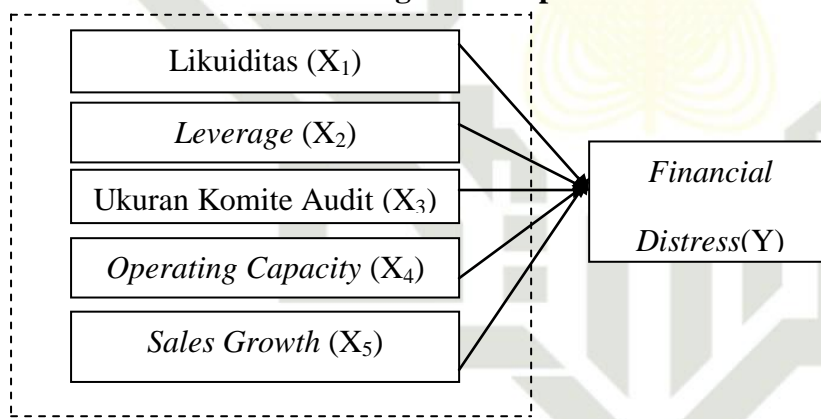 Likuiditas (X₁)
Leverage (X₂)
Ukuran Komite Audit (X₃)
Operating Capacity (X₄)
Sales Growth (X₅)
Financial
Distress(Y)